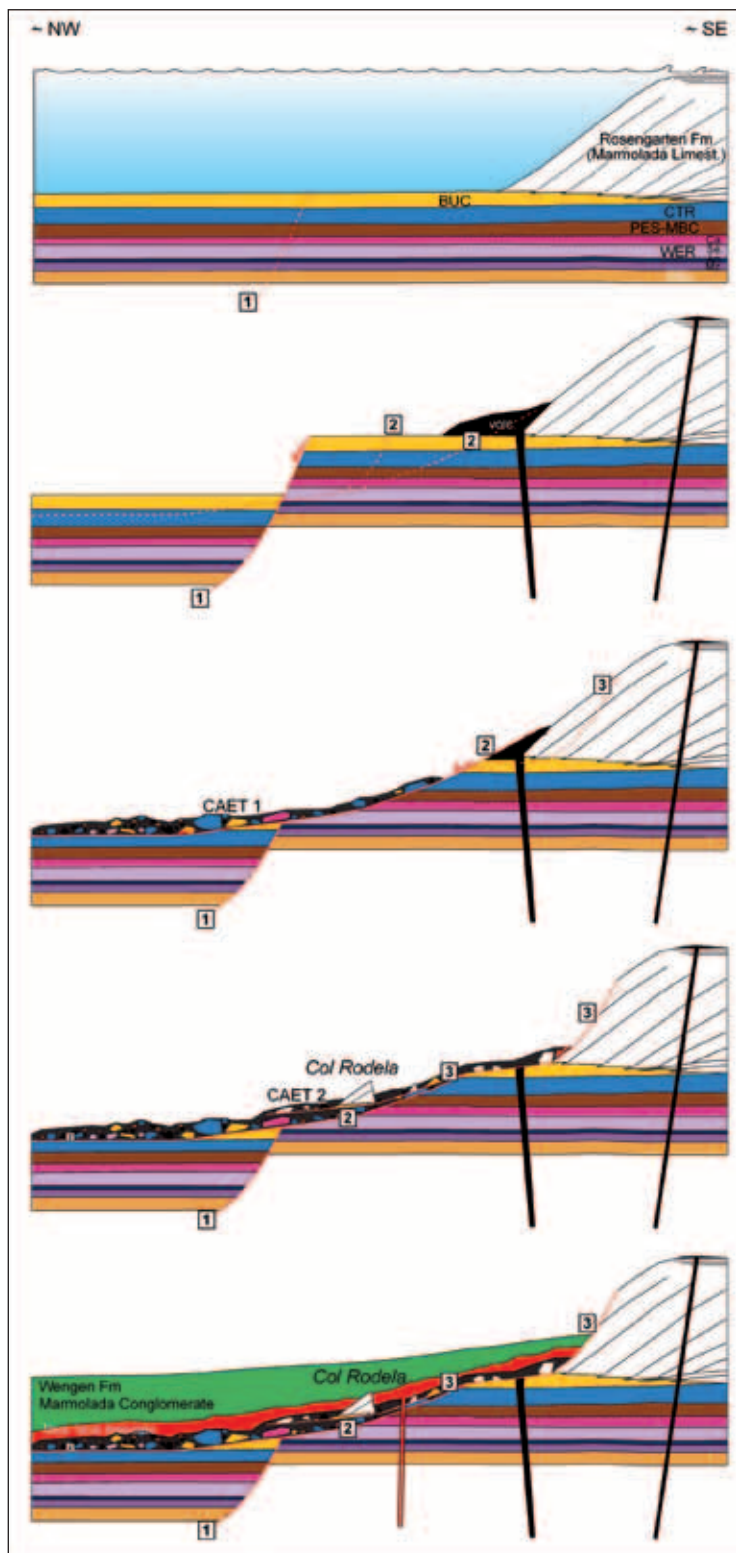 ~ NW
~ SE
Rosengarten Fm
(Marmolada Limest.)
BUC
CTR
PES-MBC
WER
1
2
volc
2
1
3
2
CAET 1
1
3
Col Rodela
3
CAET 2
2
1
3
Wengen Fm
Col Rodela
Marmolada Conglomerate
3
2
1